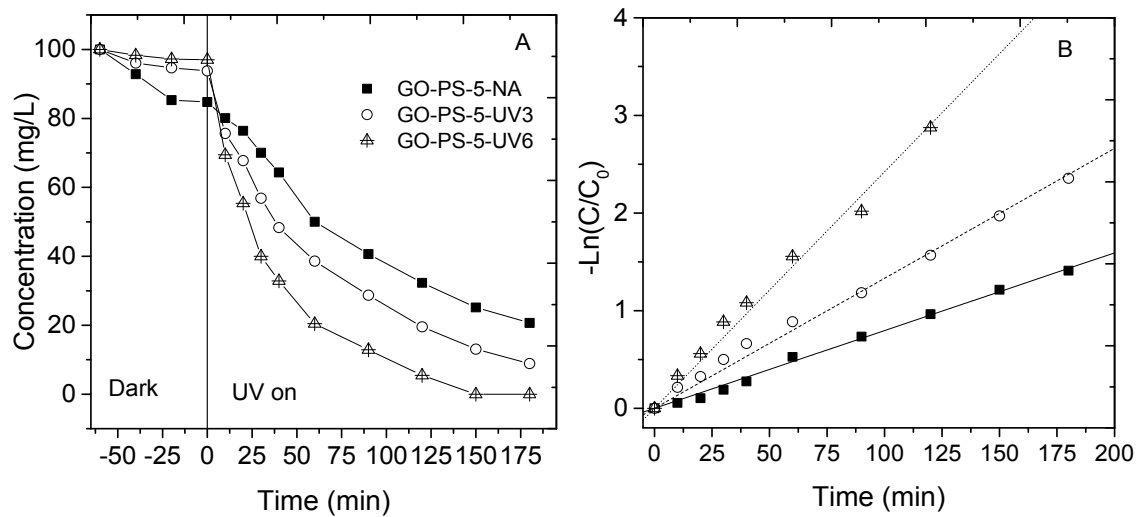 A
100
80
60
40
20
0
Concentration (mg/L)
GO-PS-5-NA
GO-PS-5-UV3
GO-PS-5-UV6
Dark
UV on
-50 -25 0 25 50 75 100 125 150 175
Time (min)
B
4
3
2
1
0
-Ln(C/C₀)
0 25 50 75 100 125 150 175 200
Time (min)